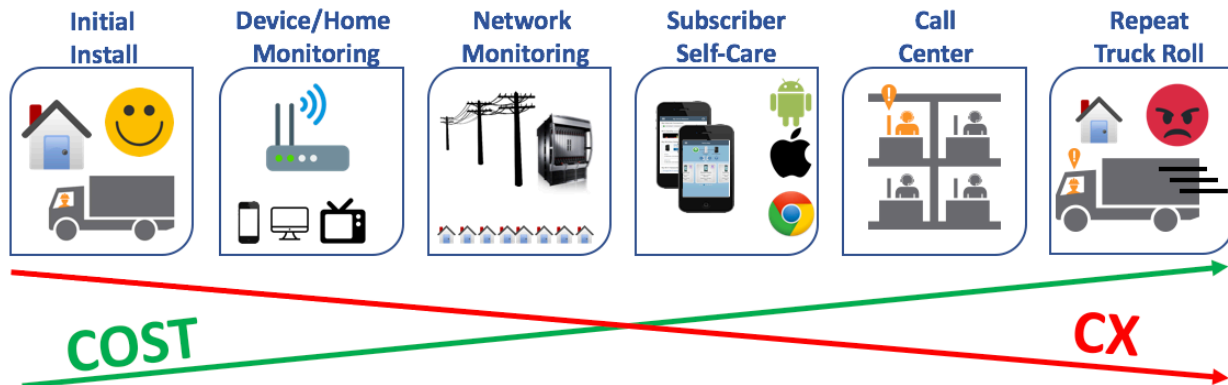 Initial
Install
Device/Home
Monitoring
Network
Monitoring
Subscriber
Self-Care
Call
Center
Repeat
Truck Roll
COST
CX